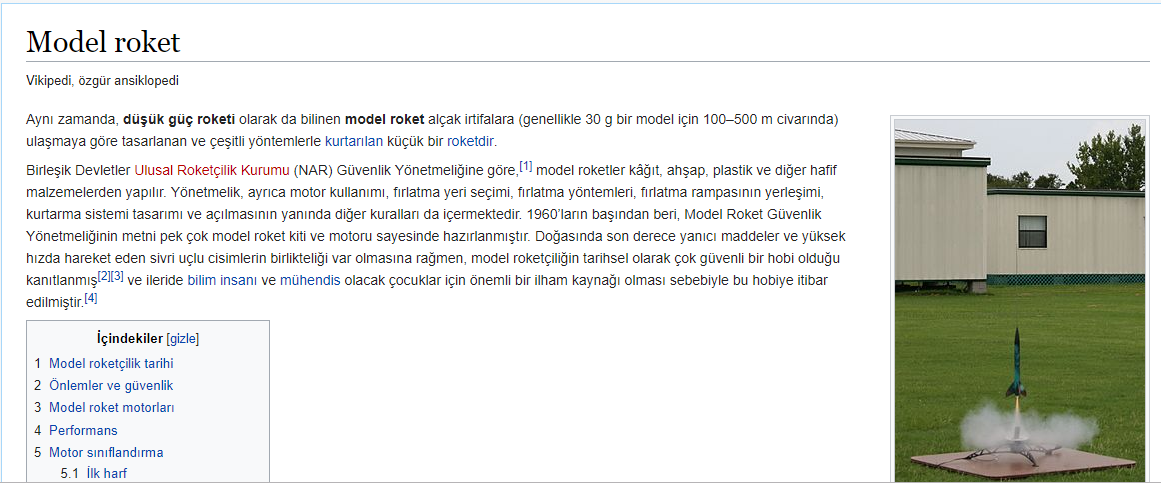 Model roket
Vikipedi, özgür ansiklopedi
Aynı zamanda, düşük güç roketi olarak da bilinen model roket alçak irtifalara (genellikle 30 g bir model için 100–500 m civarında)
ulaşmaya göre tasarlanan ve çeşitli yöntemlerle kurtarılan küçük bir roketdir.
Birleşik Devletler Ulusal Roketçilik Kurumu (NAR) Güvenlik Yönetmeliğine göre,[1] model roketler kâğıt, ahşap, plastik ve diğer hafif
malzemelerden yapılır. Yönetmelik, ayrıca motor kullanımı, fırlatma yeri seçimi, fırlatma yöntemleri, fırlatma rampasının yerleşimi,
kurtarma sistemi tasarımı ve açılmasının yanında diğer kuralları da içermektedir. 1960'ların başından beri, Model Roket Güvenlik
Yönetmeliğinin metni pek çok model roket kiti ve motoru sayesinde hazırlanmıştır. Doğasında son derece yanıcı maddeler ve yüksek
hızda hareket eden sivri uçlu cisimlerin birlikteliği var olmasına rağmen, model roketçiliğin tarihsel olarak çok güvenli bir hobi olduğu
kanıtlanmış[2][3] ve ileride bilim insanı ve mühendis olacak çocuklar için önemli bir ilham kaynağı olması sebebiyle bu hobiye itibar
edilmiştir.[4]
İçindekiler [gizle]
1 Model roketçilik tarihi
2 Önlemler ve güvenlik
3 Model roket motorları
4 Performans
5 Motor sınıflandırma
5.1 İlk harf